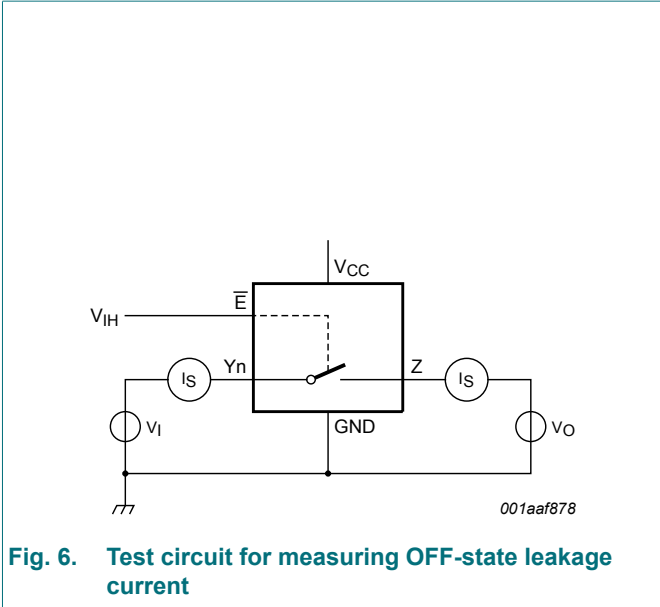 VCC
E
VIH
Yn
Z
IS
IS
VI
GND
VO
001aaf878
Fig. 6. Test circuit for measuring OFF-state leakage
current